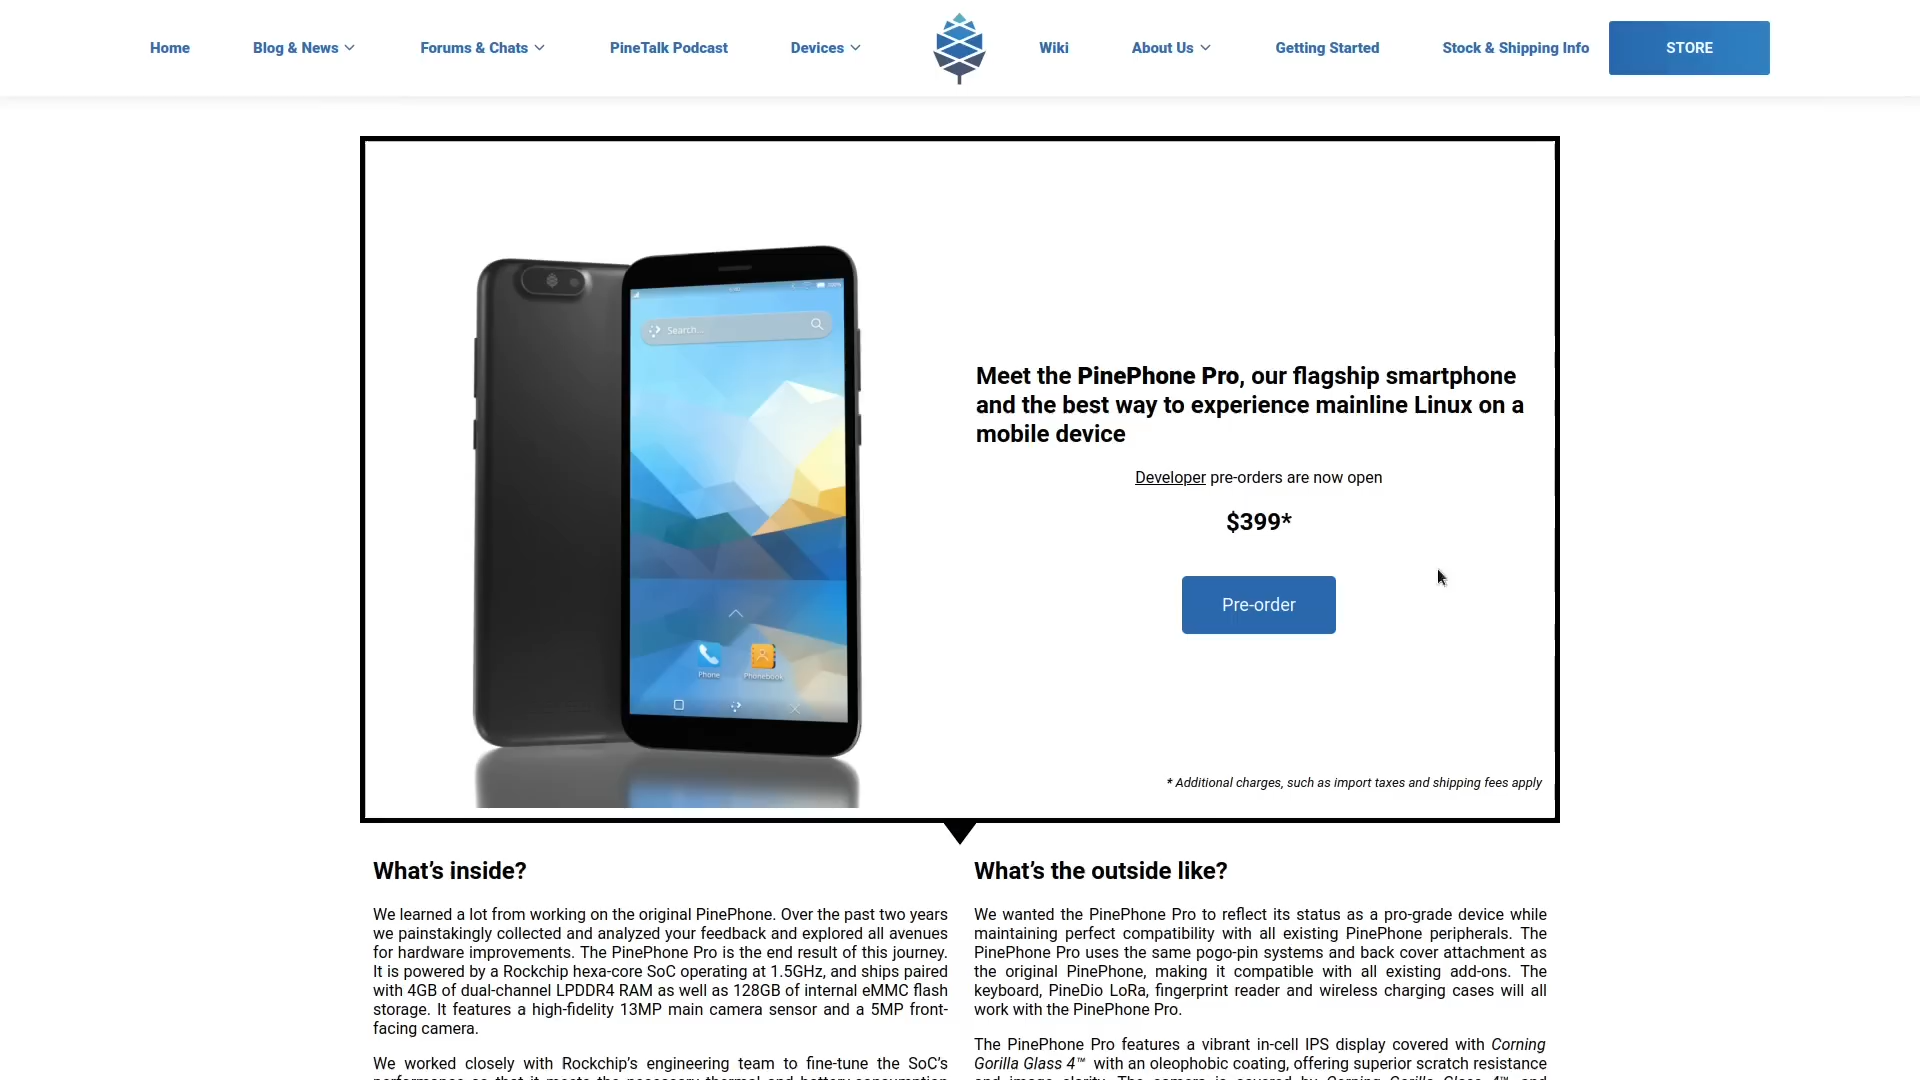 Home
Blog & News
Forums & Chats
PineTalk Podcast
Devices
Wiki
About Us
Getting Started
Stock & Shipping Info
STORE
Search...
Phone
Phonebook
Meet the PinePhone Pro, our flagship smartphone
and the best way to experience mainline Linux on a
mobile device
Developer pre-orders are now open
$399*
Pre-order
* Additional charges, such as import taxes and shipping fees apply
What’s inside?
We learned a lot from working on the original PinePhone. Over the past two years
we painstakingly collected and analyzed your feedback and explored all avenues
for hardware improvements. The PinePhone Pro is the end result of this journey.
It is powered by a Rockchip hexa-core SoC operating at 1.5GHz, and ships paired
with 4GB of dual-channel LPDDR4 RAM as well as 128GB of internal eMMC flash
storage. It features a high-fidelity 13MP main camera sensor and a 5MP front-
facing camera.
We worked closely with Rockchip’s engineering team to fine-tune the SoC’s
What’s the outside like?
We wanted the PinePhone Pro to reflect its status as a pro-grade device while
maintaining perfect compatibility with all existing PinePhone peripherals. The
PinePhone Pro uses the same pogo-pin systems and back cover attachment as
the original PinePhone, making it compatible with all existing add-ons. The
keyboard, PineDio LoRa, fingerprint reader and wireless charging cases will all
work with the PinePhone Pro.
The PinePhone Pro features a vibrant in-cell IPS display covered with Corning
Gorilla Glass 4™ with an oleophobic coating, offering superior scratch resistance